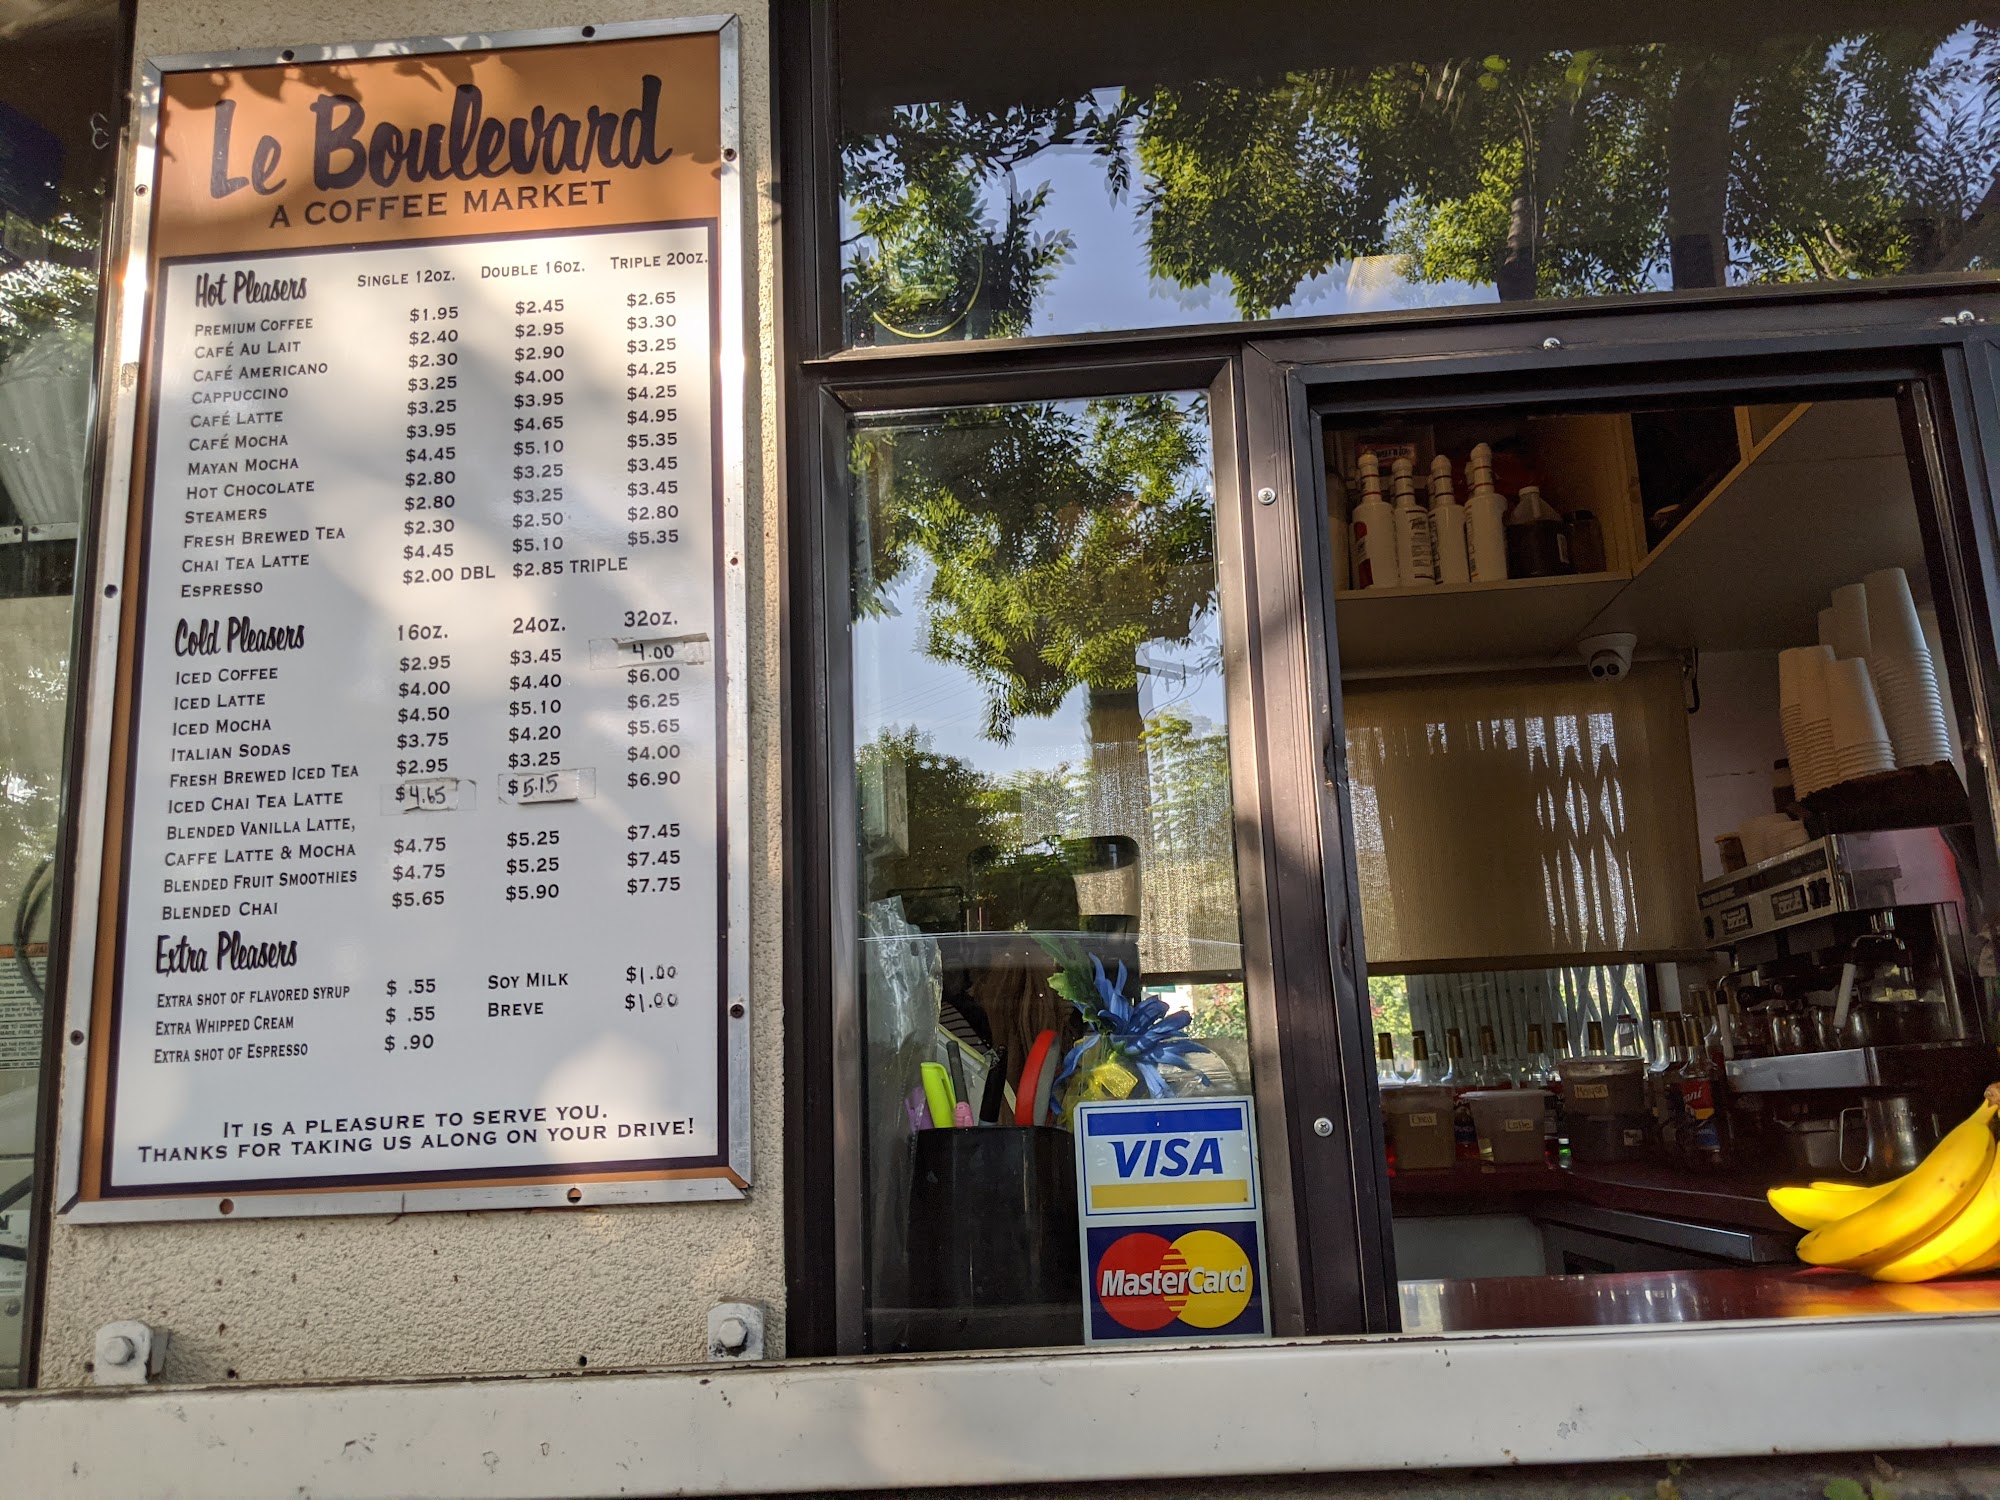 Le Boulevard
A COFFEE MARKET
Hot Pleasers SINGLE 12OZ. DOUBLE 16OZ. TRIPLE 20OZ.
PREMIUM COFFEE $1.95 $2.45 $2.65
CAFÉ AU LAIT $2.40 $2.95 $3.30
CAFÉ AMERICANO $2.30 $2.90 $3.25
CAPPUCCINO $3.25 $4.00 $4.25
CAFÉ LATTE $3.25 $3.95 $4.25
CAFÉ MOCHA $3.95 $4.65 $4.95
MAYAN MOCHA $4.45 $5.10 $5.35
HOT CHOCOLATE $2.80 $3.25 $3.45
STEAMERS $2.80 $3.25 $3.45
FRESH BREWED TEA $2.30 $2.50 $2.80
CHAI TEA LATTE $4.45 $5.10 $5.35
ESPRESSO $2.00 DBL $2.85 TRIPLE
Cold Pleasers 16OZ. 24OZ. 32OZ.
ICED COFFEE $2.95 $3.45 4.00
ICED LATTE $4.00 $4.40 $6.00
ICED MOCHA $4.50 $5.10 $6.25
ITALIAN SODAS $3.75 $4.20 $5.65
FRESH BREWED ICED TEA $2.95 $3.25 $4.00
ICED CHAI TEA LATTE $4.65 $5.15 $6.90
BLENDED VANILLA LATTE,
CAFFE LATTE & MOCHA $4.75 $5.25 $7.45
BLENDED FRUIT SMOOTHIES $4.75 $5.25 $7.45
BLENDED CHAI $5.65 $5.90 $7.75
Extra Pleasers
EXTRA SHOT OF FLAVORED SYRUP $ .55 SOY MILK $1.00
EXTRA WHIPPED CREAM $ .55 BREVE $1.00
EXTRA SHOT OF ESPRESSO $ .90
IT IS A PLEASURE TO SERVE YOU.
THANKS FOR TAKING US ALONG ON YOUR DRIVE!
VISA
MasterCard